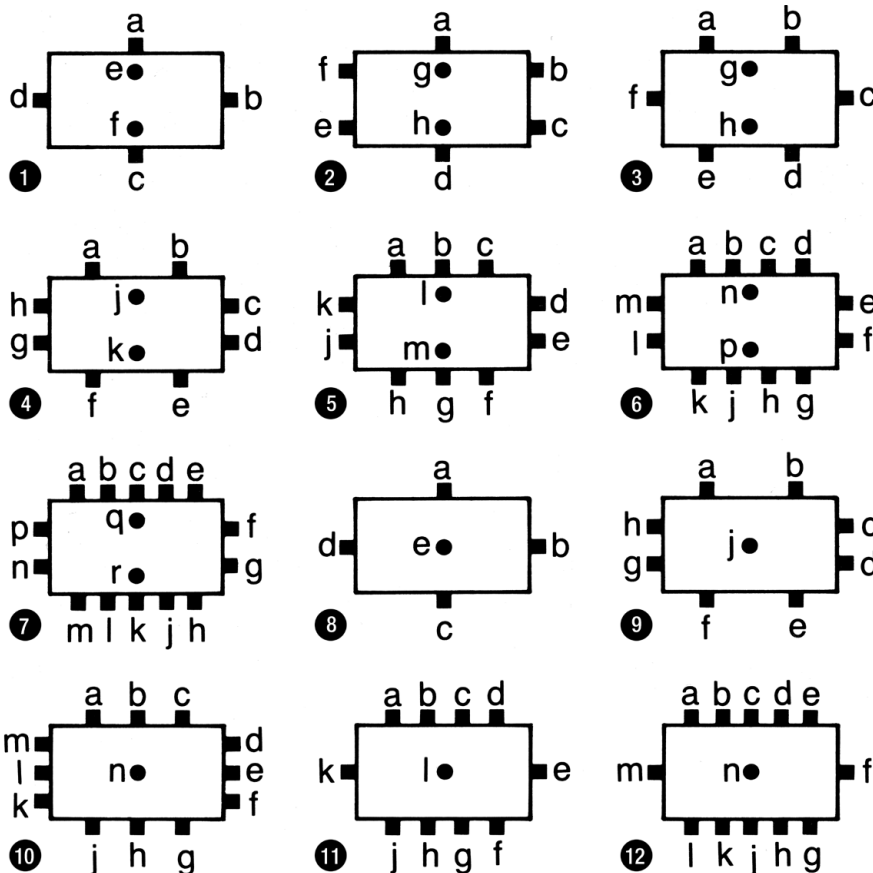 a
e
d b
f
c
1
a
f g b
e h c
d
2
a b
g
f c
h
e d
3
a b
j
h c
g d
k
f e
4
a b c
l
k d
j m e
h g f
5
a b c d
n
m e
l p f
k j h g
6
a b c d e
q
p f
n r g
m l k j h
7
a
d e b
c
8
a b
h c
j
g d
f e
9
a b c
m d
l n e
k f
j h g
10
a b c d
k l e
j h g f
11
a b c d e
m n f
l k j h g
12